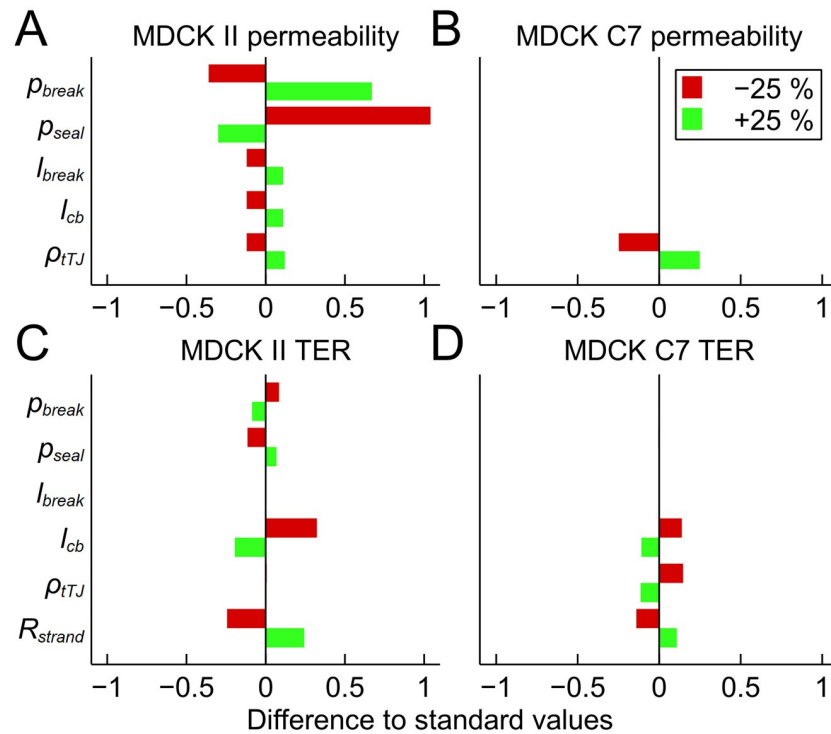 A
MDCK II permeability
p_break
p_seal
l_break
l_cb
ρ_tTJ
−1 −0.5 0 0.5 1
B
MDCK C7 permeability
−25 %
+25 %
−1 −0.5 0 0.5 1
C
MDCK II TER
p_break
p_seal
l_break
l_cb
ρ_tTJ
R_strand
−1 −0.5 0 0.5 1
D
MDCK C7 TER
−1 −0.5 0 0.5 1
Difference to standard values